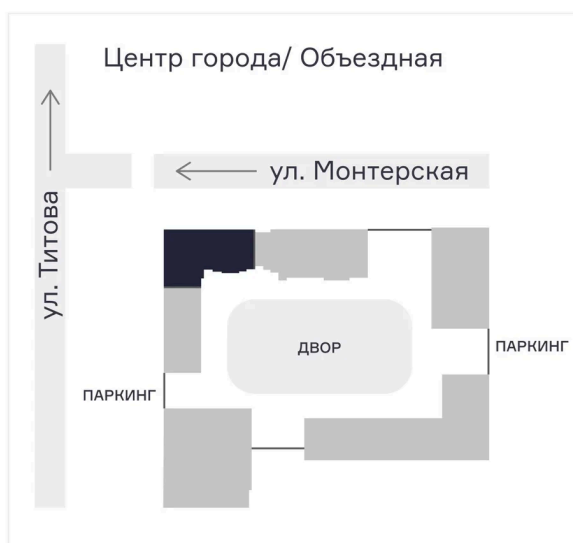 Центр города/ Объездная
ул. Монтерская
ул. Титова
ДВОР
ПАРКИНГ
ПАРКИНГ